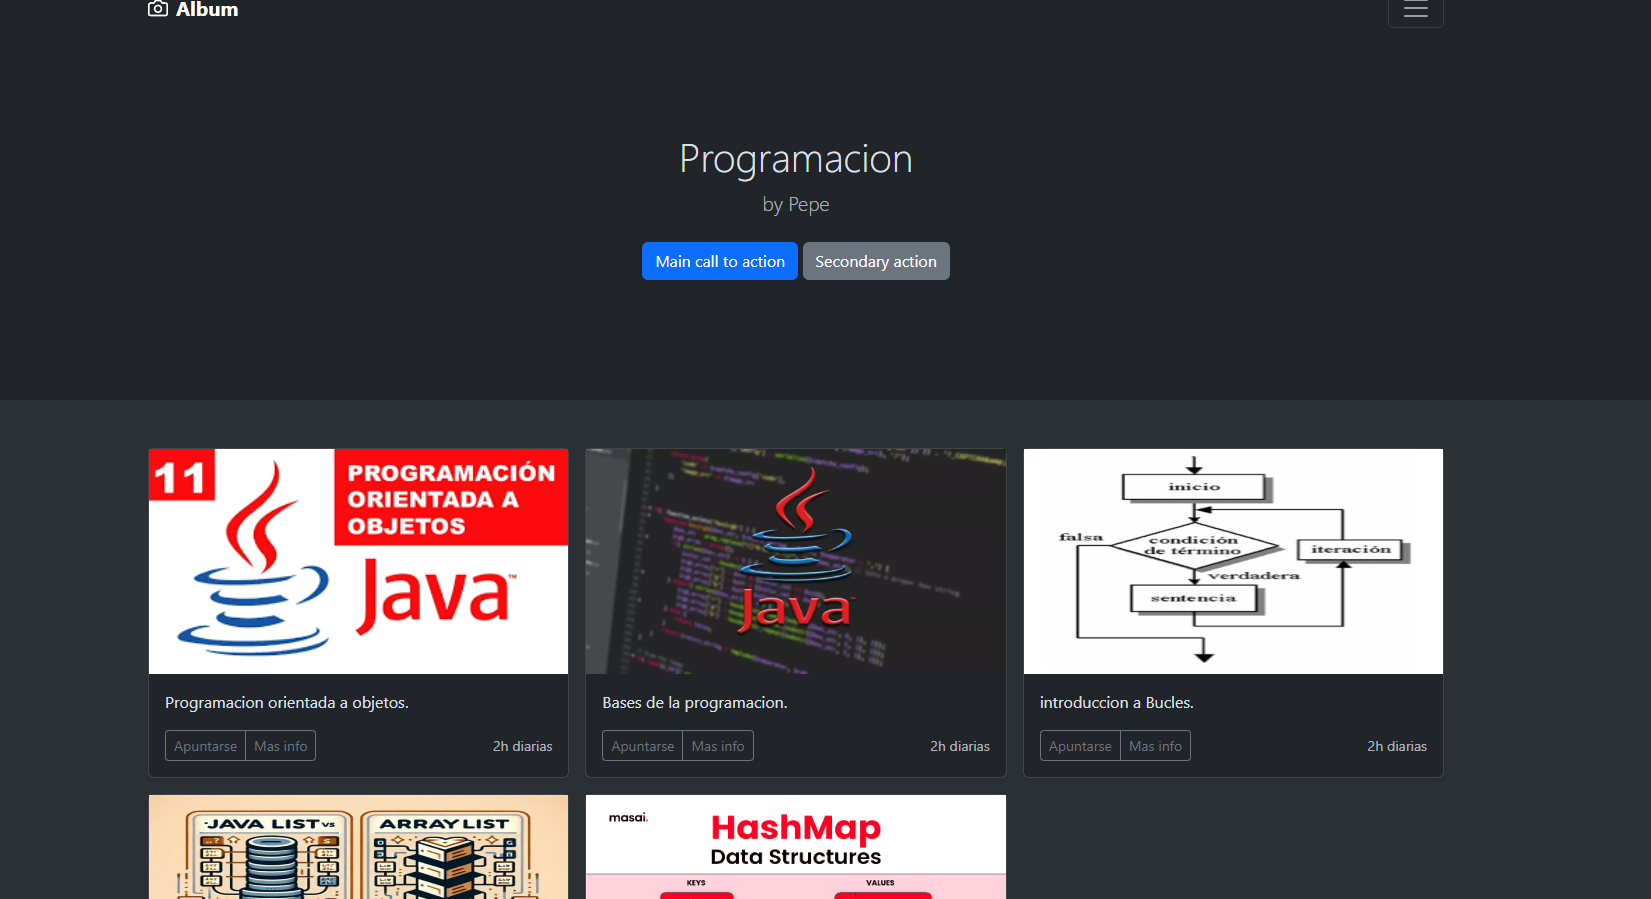 Album
Programacion
by Pepe
Main call to action
Secondary action
11
PROGRAMACIÓN
ORIENTADA A
OBJETOS
Java™
Programacion orientada a objetos.
Apuntarse
Mas info
2h diarias
Java
Bases de la programacion.
Apuntarse
Mas info
2h diarias
inicio
falsa
condición
de término
iteración
verdadera
sentencia
introduccion a Bucles.
Apuntarse
Mas info
2h diarias
JAVA LIST vs
ARRAY LIST
masai.
HashMap
Data Structures
KEYS
VALUES